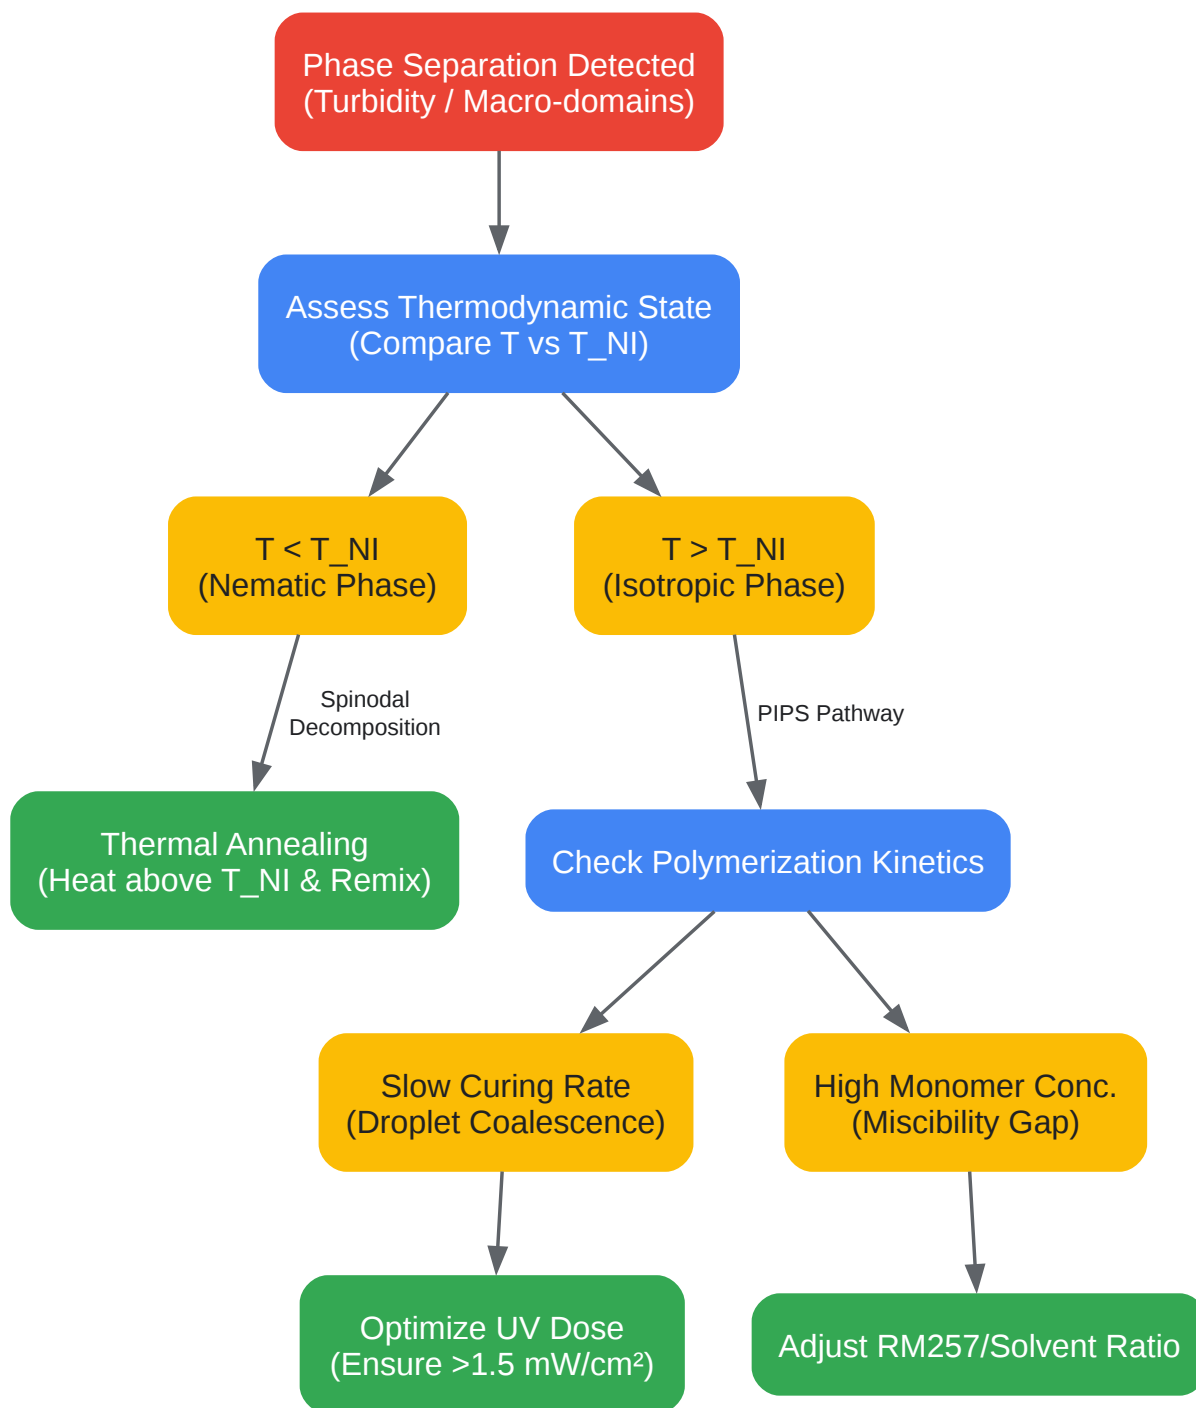 Phase Separation Detected
(Turbidity / Macro-domains)
Assess Thermodynamic State
(Compare T vs T_NI)
T < T_NI
(Nematic Phase)
T > T_NI
(Isotropic Phase)
Spinodal
Decomposition
PIPS Pathway
Thermal Annealing
(Heat above T_NI & Remix)
Check Polymerization Kinetics
Slow Curing Rate
(Droplet Coalescence)
High Monomer Conc.
(Miscibility Gap)
Optimize UV Dose
(Ensure >1.5 mW/cm²)
Adjust RM257/Solvent Ratio